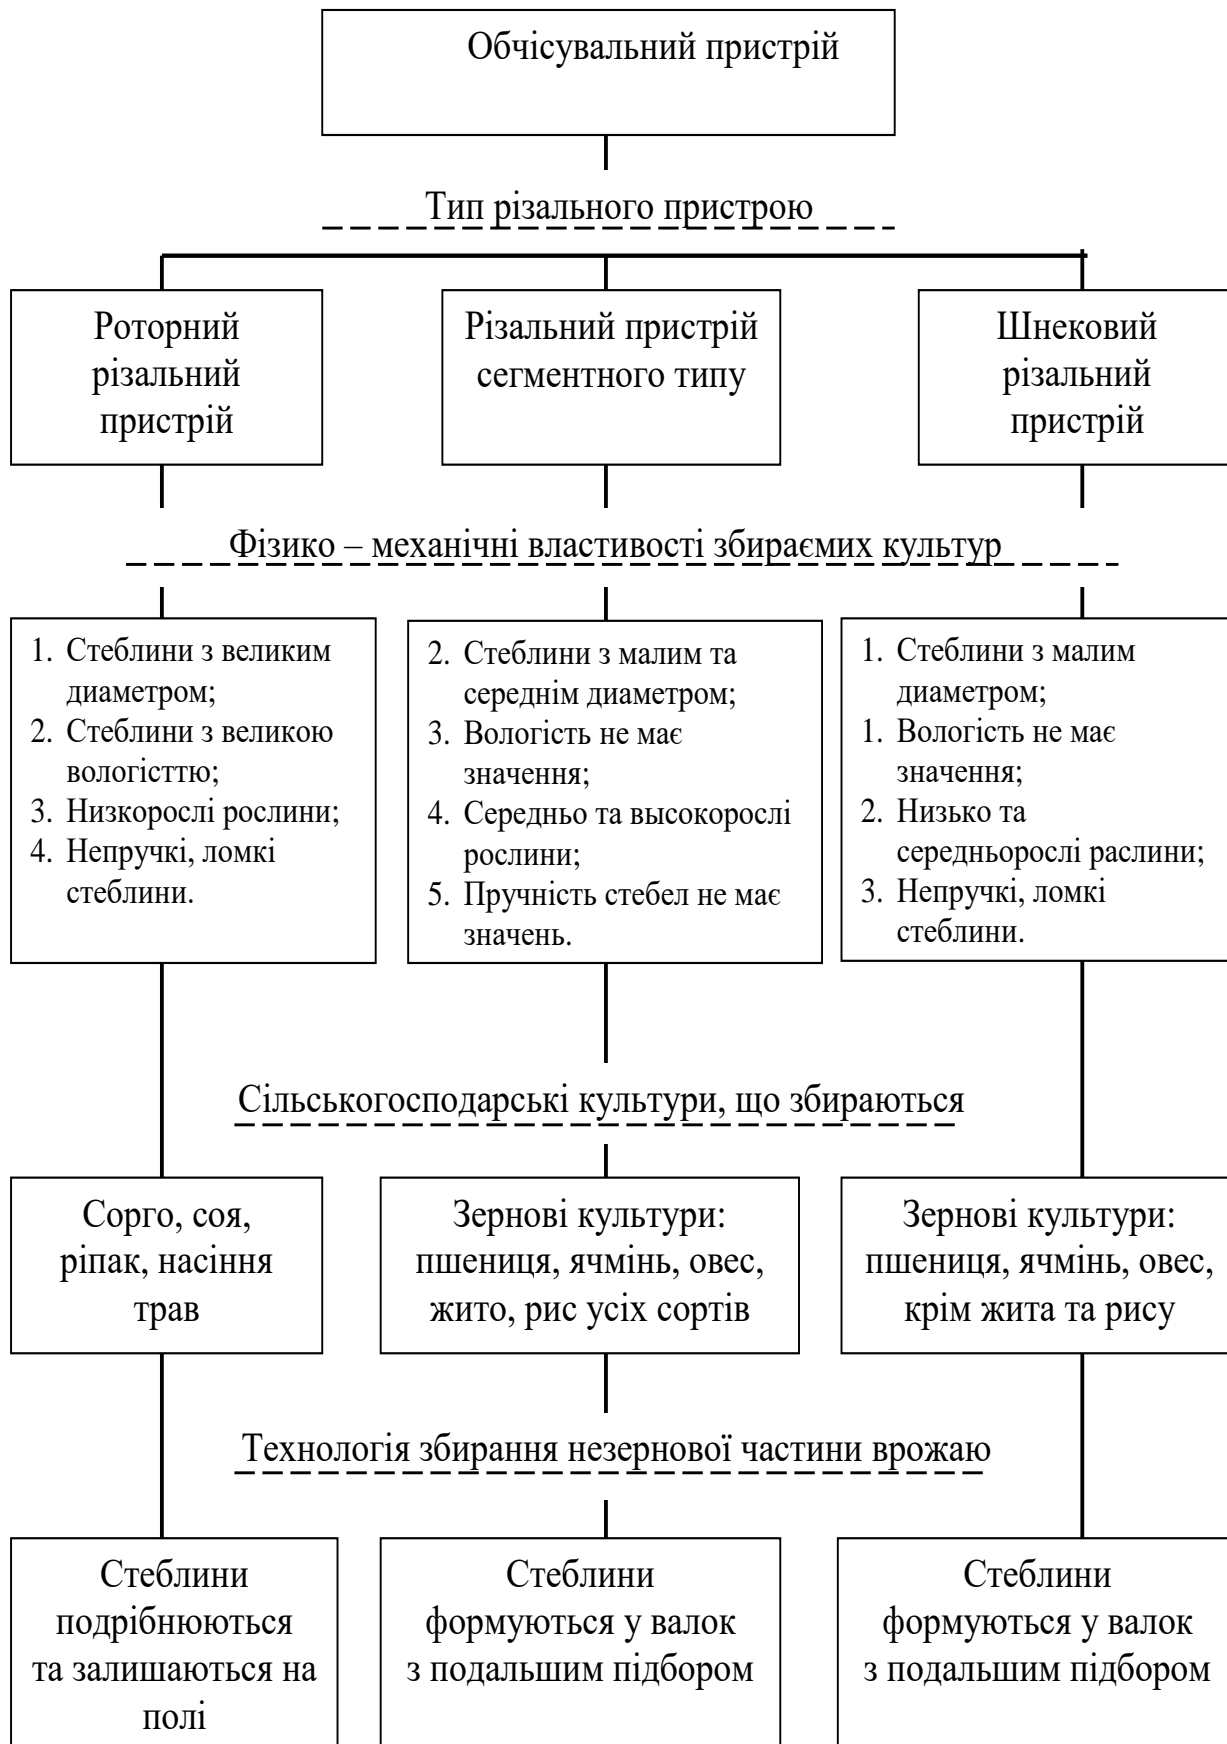 Обчісувальний пристрій
Тип різального пристрою
Роторний
різальний
пристрій
Різальний пристрій
сегментного типу
Шнековий
різальний
пристрій
Фізико – механічні властивості збираємих культур
1. Стеблини з великим
диаметром;
2. Стеблини з великою
вологісттю;
3. Низкорослі рослини;
4. Непручкі, ломкі
стеблини.
2. Стеблини з малим та
середнім диаметром;
3. Вологість не має
значення;
4. Середньо та высокорослі
рослини;
5. Пручність стебел не має
значень.
1. Стеблини з малим
диаметром;
1. Вологість не має
значення;
2. Низько та
середньорослі раслини;
3. Непручкі, ломкі
стеблини.
Сільськогосподарські культури, що збираються
Сорго, соя,
ріпак, насіння
трав
Зернові культури:
пшениця, ячмінь, овес,
жито, рис усіх сортів
Зернові культури:
пшениця, ячмінь, овес,
крім жита та рису
Технологія збирання незернової частини врожаю
Стеблини
подрібнюються
та залишаються на
полі
Стеблини
формуються у валок
з подальшим підбором
Стеблини
формуються у валок
з подальшим підбором